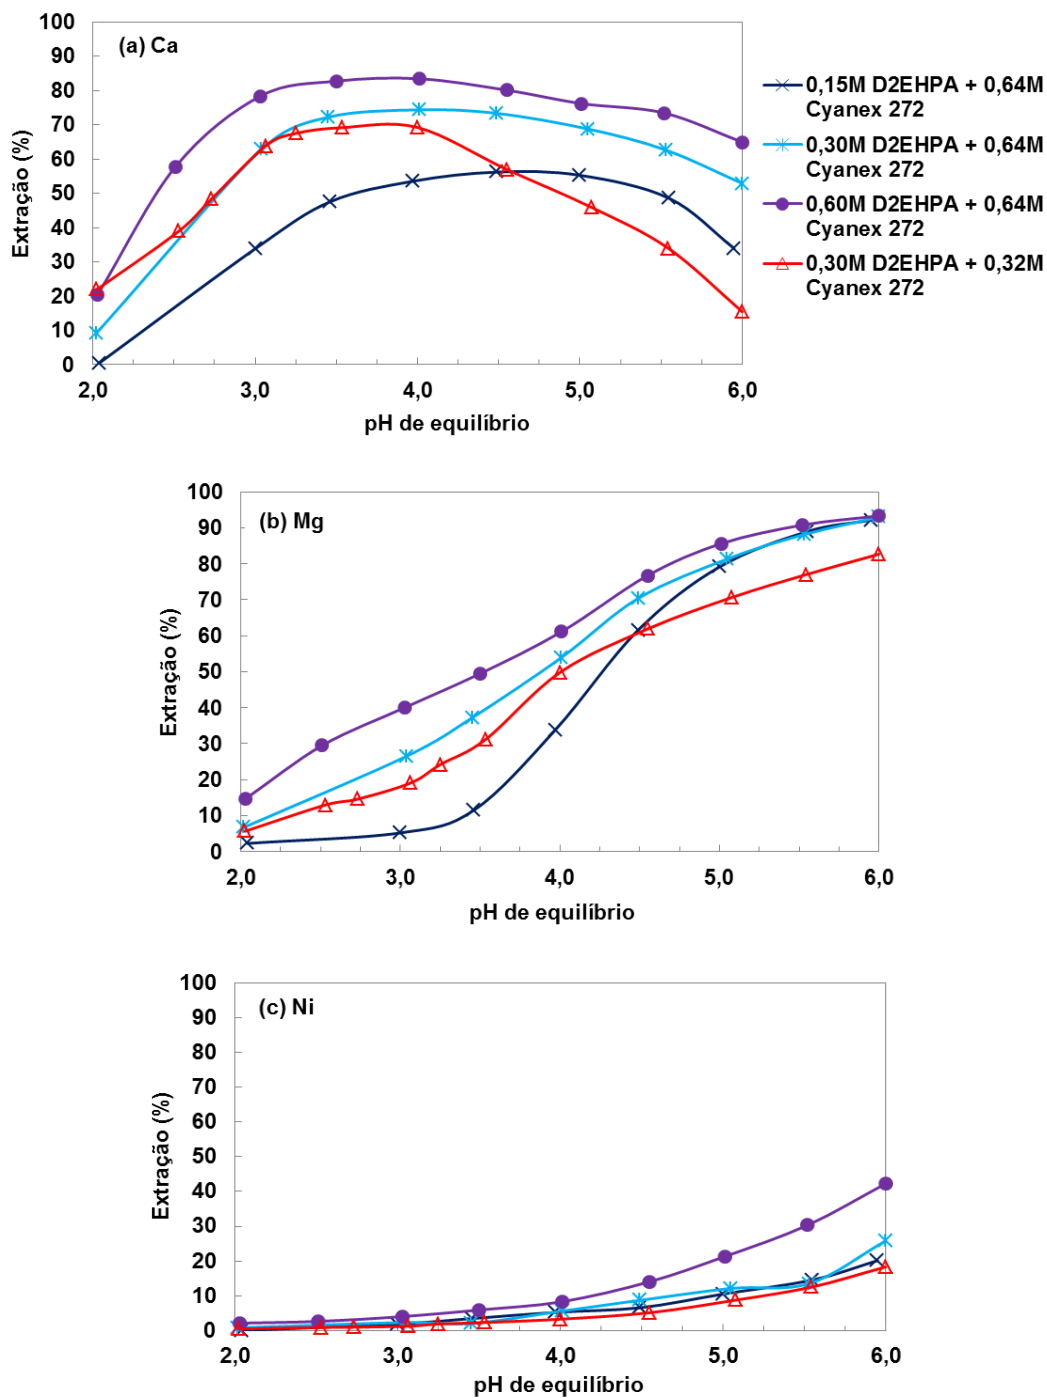 (a) Ca
Extração (%)
100
90
80
70
60
50
40
30
20
10
0
2,0 3,0 4,0 5,0 6,0
pH de equilíbrio
0,15M D2EHPA + 0,64M
Cyanex 272
0,30M D2EHPA + 0,64M
Cyanex 272
0,60M D2EHPA + 0,64M
Cyanex 272
0,30M D2EHPA + 0,32M
Cyanex 272
(b) Mg
Extração (%)
100
90
80
70
60
50
40
30
20
10
0
2,0 3,0 4,0 5,0 6,0
pH de equilíbrio
(c) Ni
Extração (%)
100
90
80
70
60
50
40
30
20
10
0
2,0 3,0 4,0 5,0 6,0
pH de equilíbrio